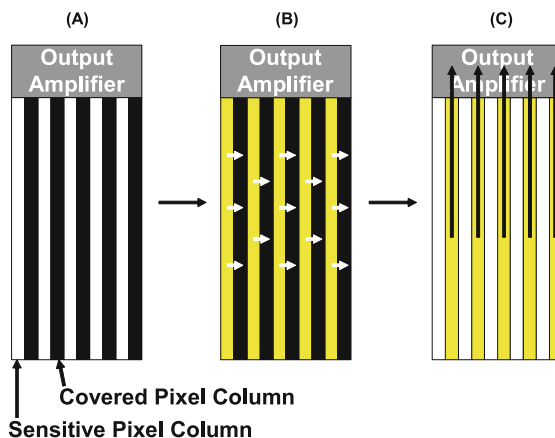 (A)
(B)
(C)
Output
Amplifier
Output
Amplifier
Output
Amplifier
Covered Pixel Column
Sensitive Pixel Column